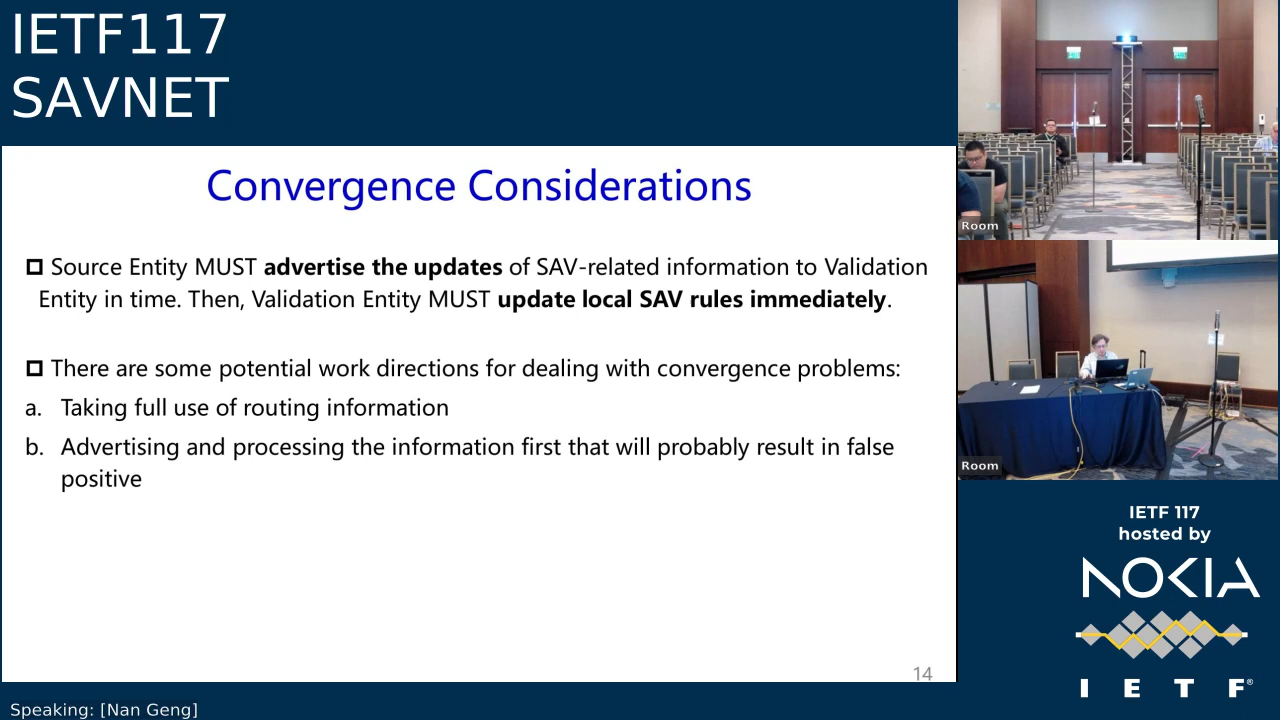 IETF117
SAVNET
Convergence Considerations
Source Entity MUST advertise the updates of SAV-related information to Validation
Entity in time. Then, Validation Entity MUST update local SAV rules immediately.
There are some potential work directions for dealing with convergence problems:
a. Taking full use of routing information
b. Advertising and processing the information first that will probably result in false
positive
14
Speaking: [Nan Geng]
Room
Room
IETF 117
hosted by
NOKIA
I E T F®